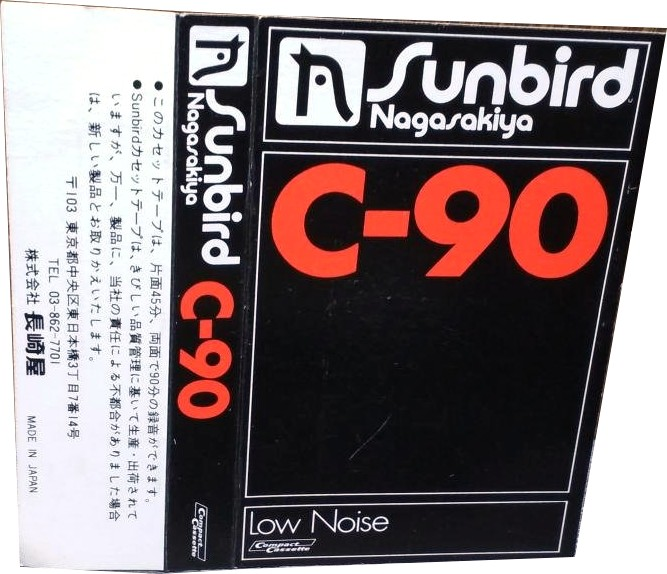 Sunbird
Nagasakiya
C-90
Low Noise
Compact
Cassette
Sunbird
Nagasakiya
C-90
Compact
Cassette
●このカセットテープは、片面45分、両面で90分の録音ができます。
●Sunbirdカセットテープは、きびしい品質管理に基いて生産・出荷されて
いますが、万一、製品に、当社の責任による不都合がありました場合
は、新しい製品とお取りかえいたします。
〒103 東京都中央区東日本橋3丁目7番14号
TEL 03-862-7701
株式会社 長崎屋
MADE IN JAPAN